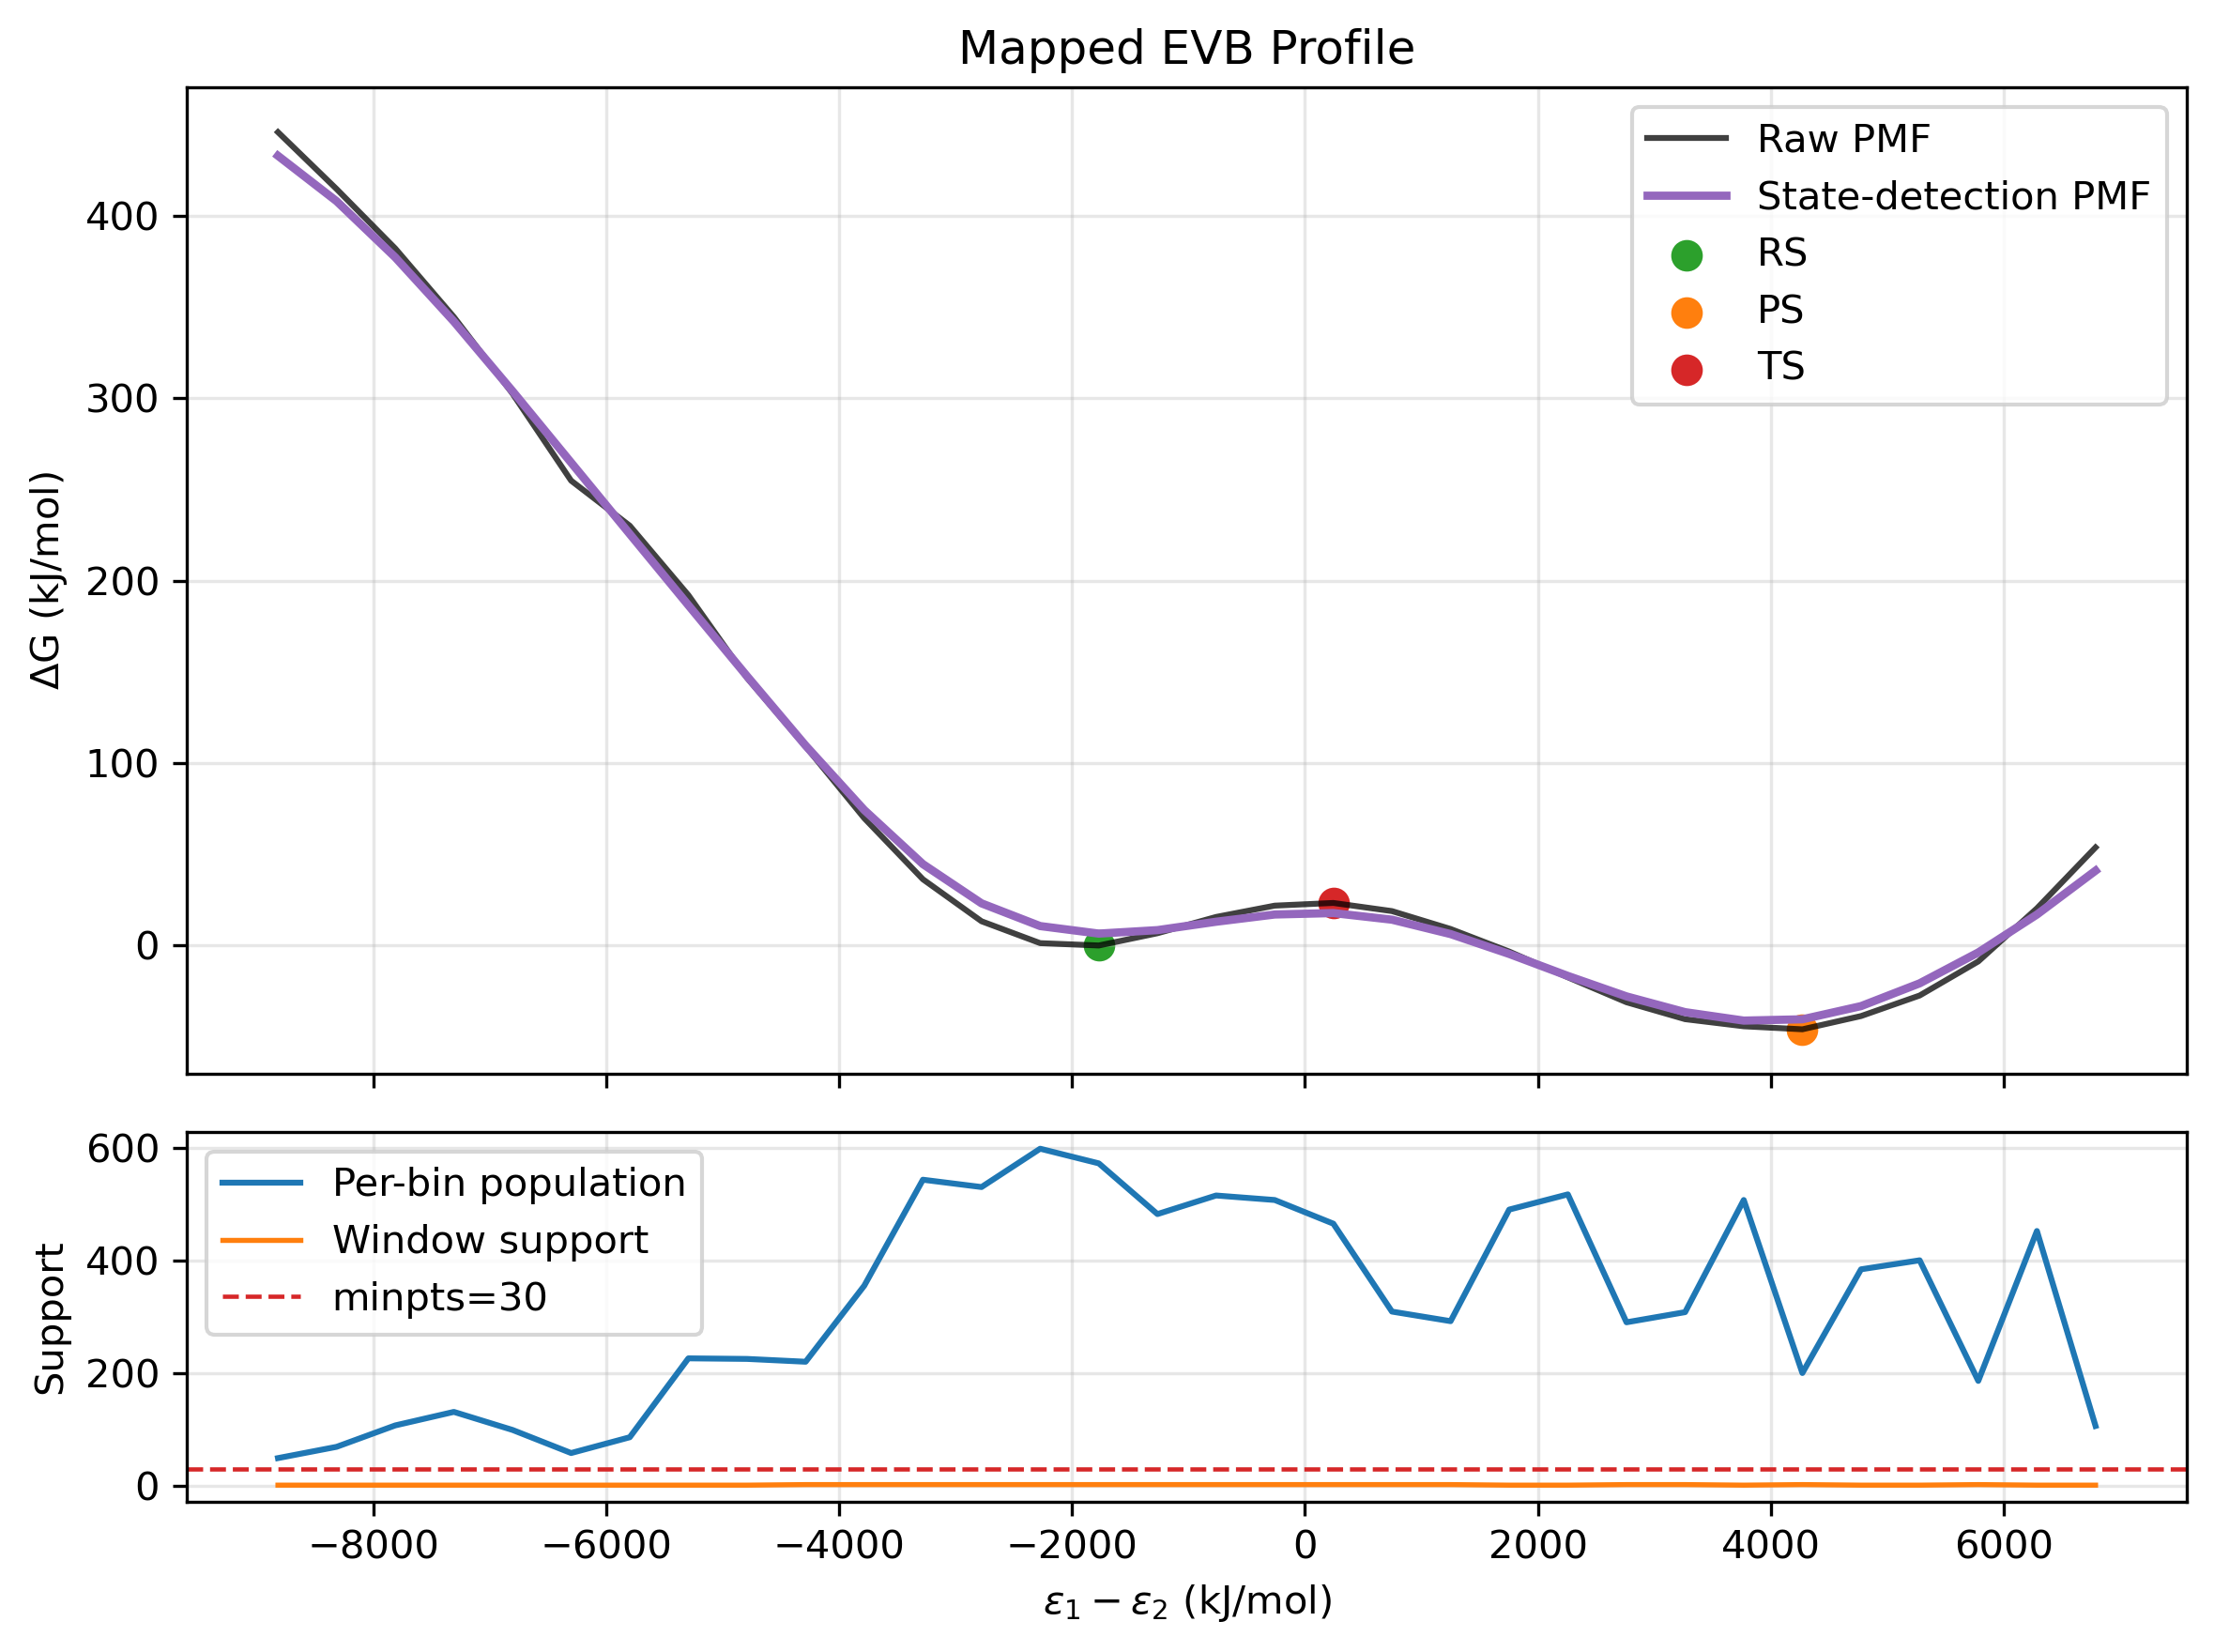 Mapped EVB Profile
Raw PMF
State-detection PMF
RS
PS
TS
400
300
200
100
0
ΔG (kJ/mol)
Per-bin population
Window support
minpts=30
600
400
200
0
Support
−8000 −6000 −4000 −2000 0 2000 4000 6000
ε₁ − ε₂ (kJ/mol)